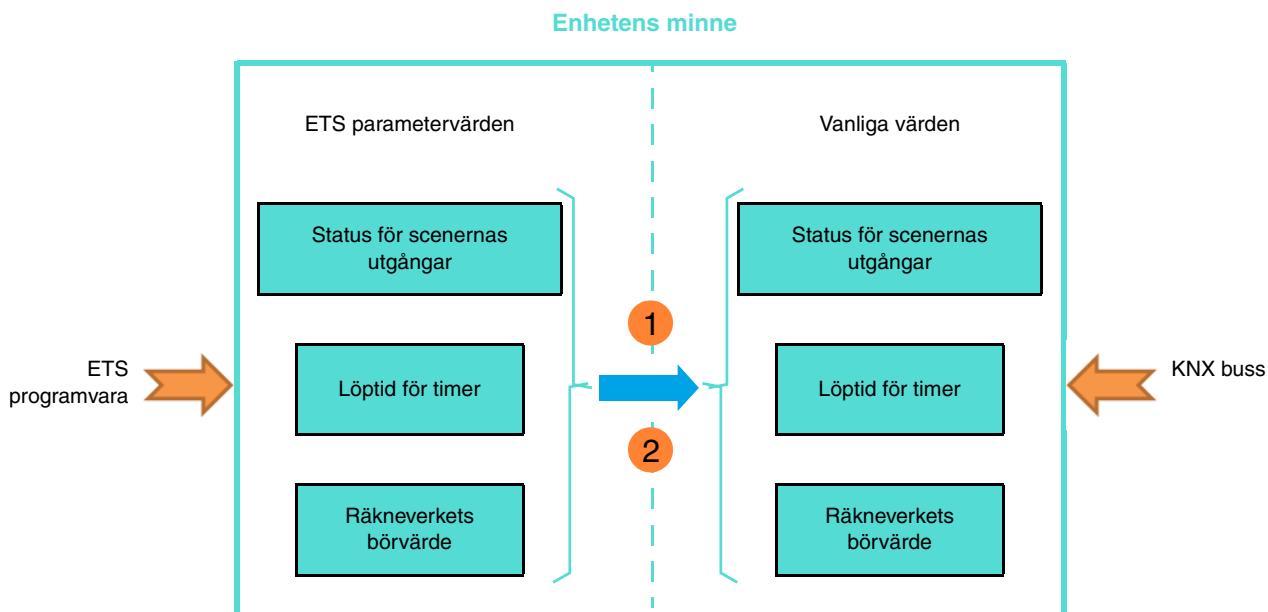 Enhetens minne
ETS parametervärden
Vanliga värden
Status för scenernas
utgångar
Status för scenernas
utgångar
1
ETS
programvara
Löptid för timer
Löptid för timer
KNX buss
2
Räkneverkets
börvärde
Räkneverkets
börvärde